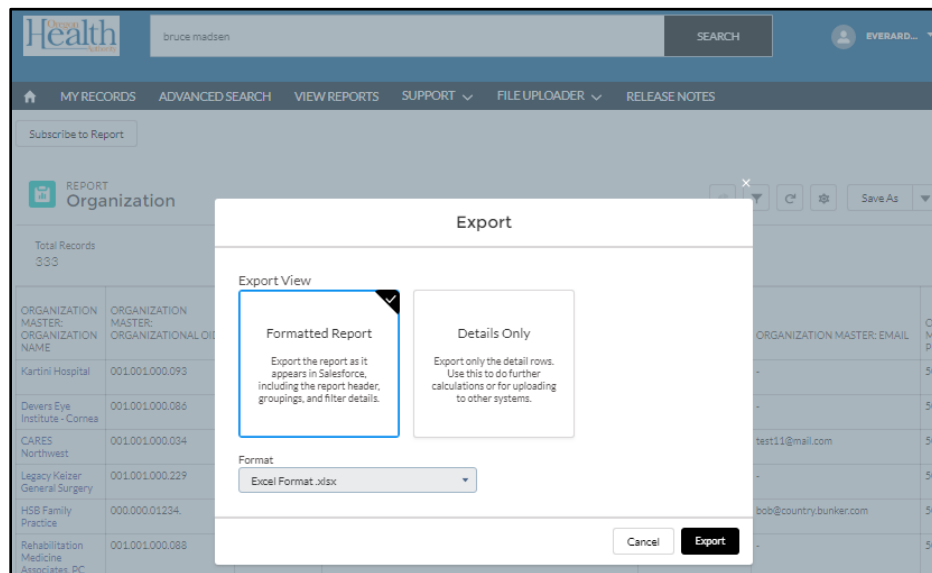 Oregon
Health
Authority
bruce madsen
SEARCH
EVERARD...
MY RECORDS ADVANCED SEARCH VIEW REPORTS SUPPORT FILE UPLOADER RELEASE NOTES
Subscribe to Report
REPORT
Organization
Save As
Total Records
333
Export
Export View
Formatted Report
Export the report as it
appears in Salesforce,
including the report header,
groupings, and filter details.
Details Only
Export only the detail rows.
Use this to do further
calculations or for uploading
to other systems.
Format
Excel Format .xlsx
Cancel Export
ORGANIZATION
MASTER:
ORGANIZATION
NAME
ORGANIZATION
MASTER:
ORGANIZATIONAL OI
ORGANIZATION MASTER: EMAIL
Kartini Hospital 001.001.000.093 -
Devers Eye
Institute - Cornea
001.001.000.086 -
CARES
Northwest
001.001.000.034 test11@mail.com
Legacy Keizer
General Surgery
001.001.000.229 -
HSB Family
Practice
000.000.01234. bob@country.bunker.com
Rehabilitation
Medicine
Associates, PC
001.001.000.088 -